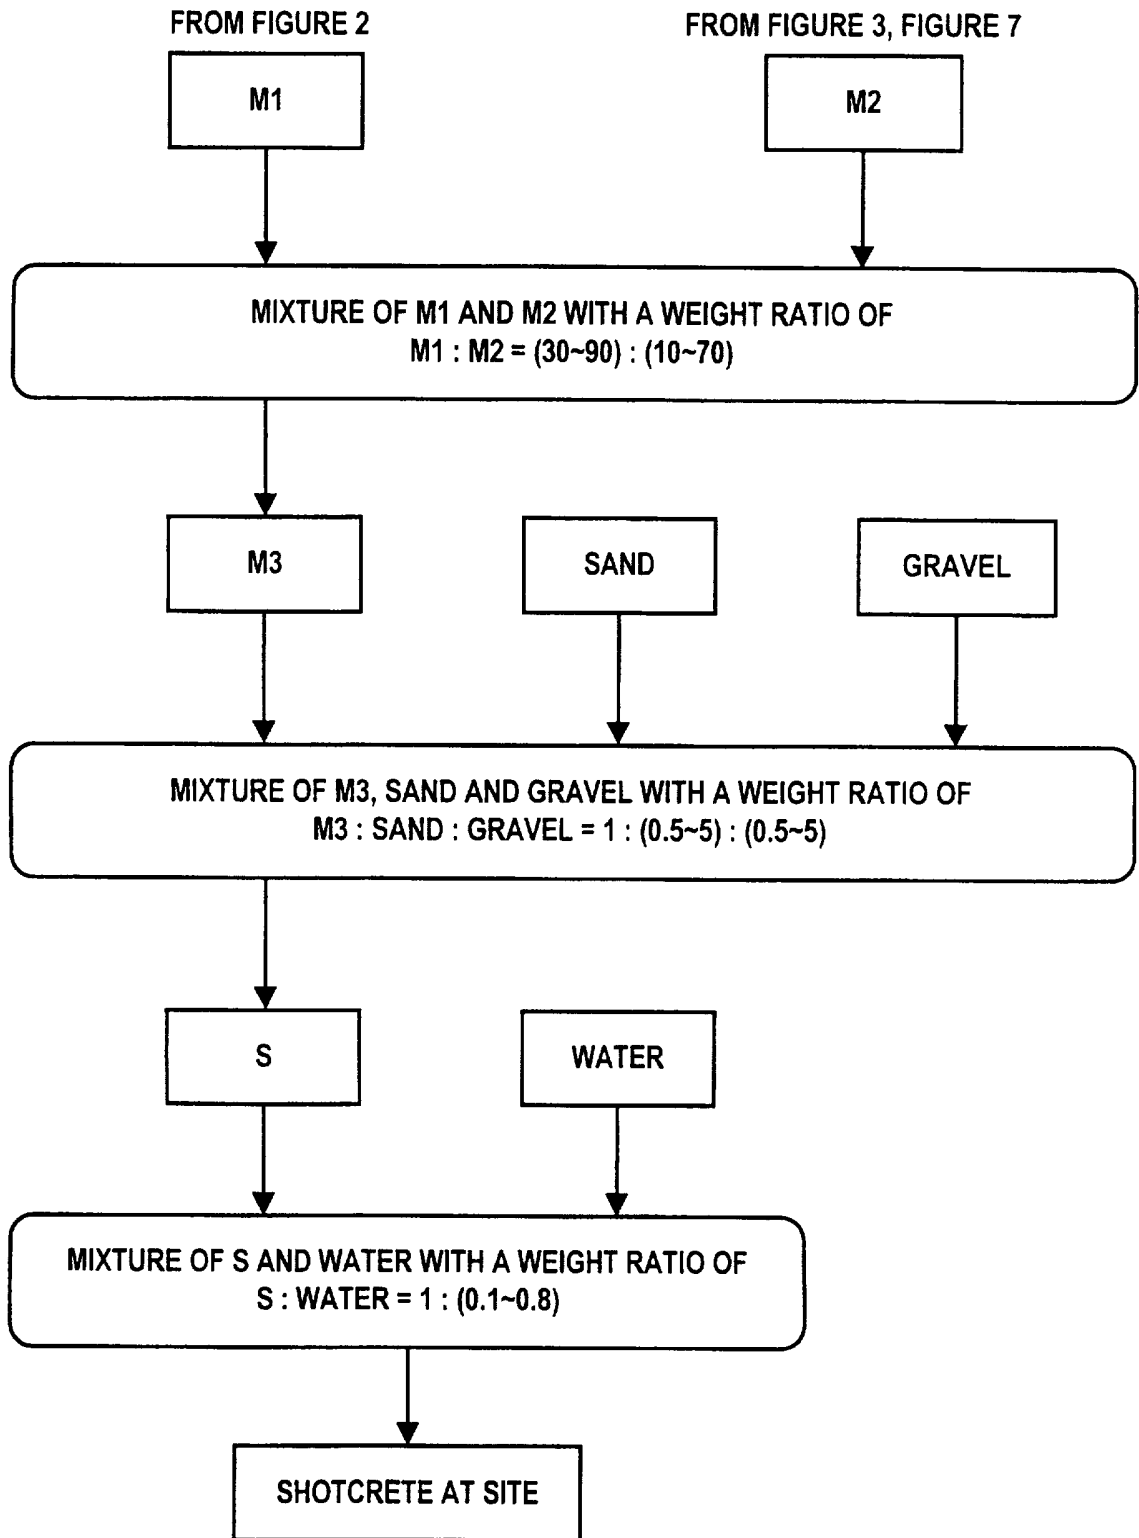 FROM FIGURE 2
FROM FIGURE 3, FIGURE 7
M1
M2
MIXTURE OF M1 AND M2 WITH A WEIGHT RATIO OF
M1 : M2 = (30~90) : (10~70)
M3
SAND
GRAVEL
MIXTURE OF M3, SAND AND GRAVEL WITH A WEIGHT RATIO OF
M3 : SAND : GRAVEL = 1 : (0.5~5) : (0.5~5)
S
WATER
MIXTURE OF S AND WATER WITH A WEIGHT RATIO OF
S : WATER = 1 : (0.1~0.8)
SHOTCRETE AT SITE